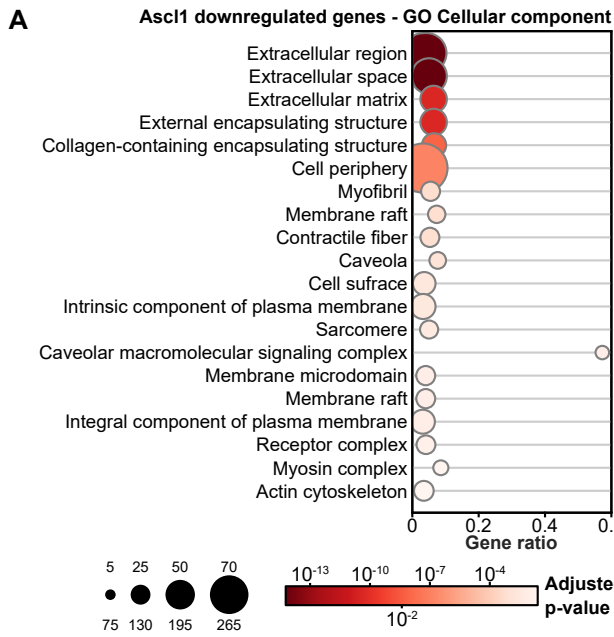 A
Ascl1 downregulated genes - GO Cellular component
Extracellular region
Extracellular space
Extracellular matrix
External encapsulating structure
Collagen-containing encapsulating structure
Cell periphery
Myofibril
Membrane raft
Contractile fiber
Caveola
Cell sufrace
Intrinsic component of plasma membrane
Sarcomere
Caveolar macromolecular signaling complex
Membrane microdomain
Membrane raft
Integral component of plasma membrane
Receptor complex
Myosin complex
Actin cytoskeleton
0 0.2 0.4 0.
Gene ratio
5 25 50 70
75 130 195 265
10⁻¹³ 10⁻¹⁰ 10⁻⁷ 10⁻⁴
10⁻²
Adjuste
p-value